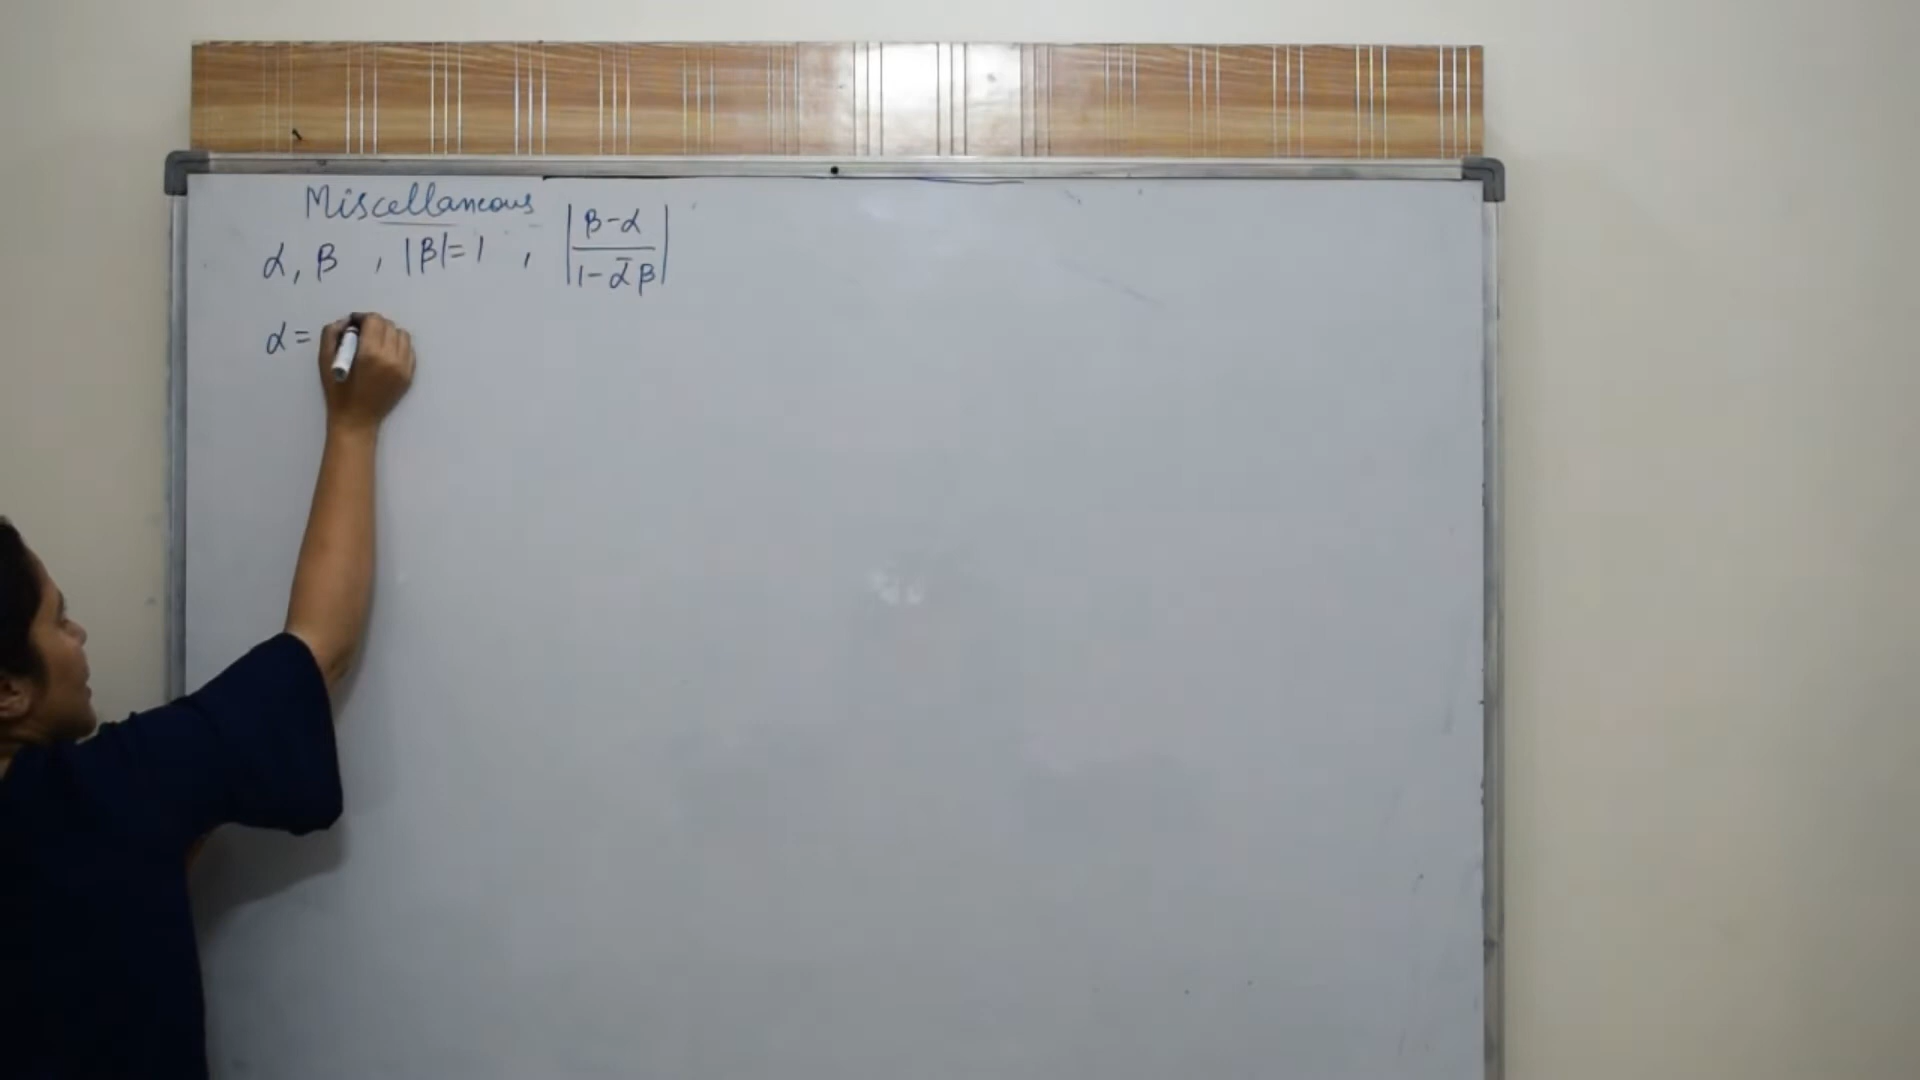 Miscellaneous
α, β , |β|=1 , |β-α / 1-ᾱβ|
α=